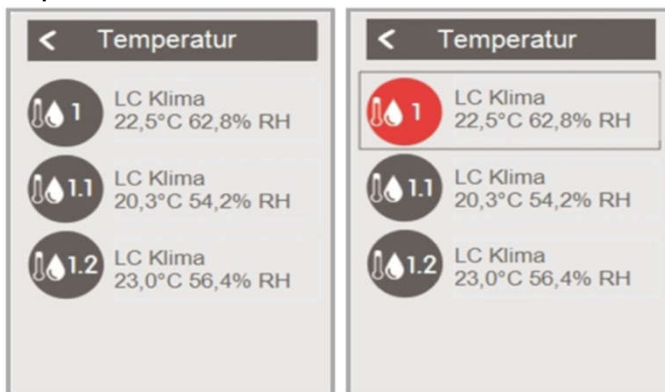 < Temperatur
1
LC Klima
22,5°C 62,8% RH
1.1
LC Klima
20,3°C 54,2% RH
1.2
LC Klima
23,0°C 56,4% RH
< Temperatur
1
LC Klima
22,5°C 62,8% RH
1.1
LC Klima
20,3°C 54,2% RH
1.2
LC Klima
23,0°C 56,4% RH